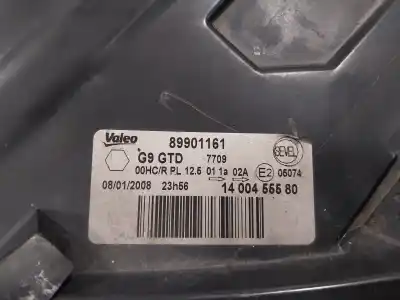 Valeo 89901161
SEVEL
G9 GTD 7709
00HC/R PL 12.5 01 1a 02A E2 05074
08/01/2008 23h56 14 004 555 80